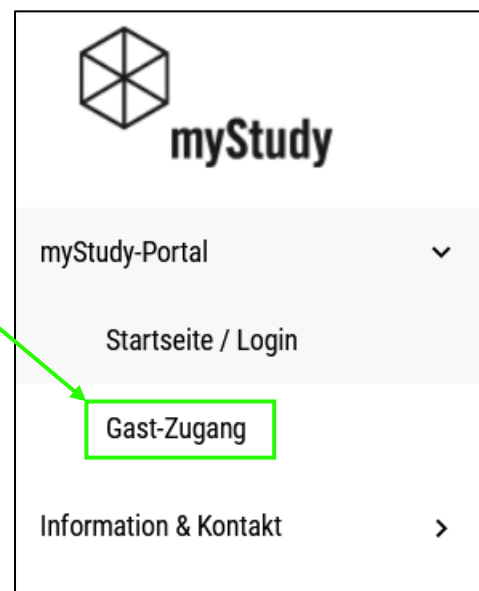 myStudy
myStudy-Portal
Startseite / Login
Gast-Zugang
Information & Kontakt